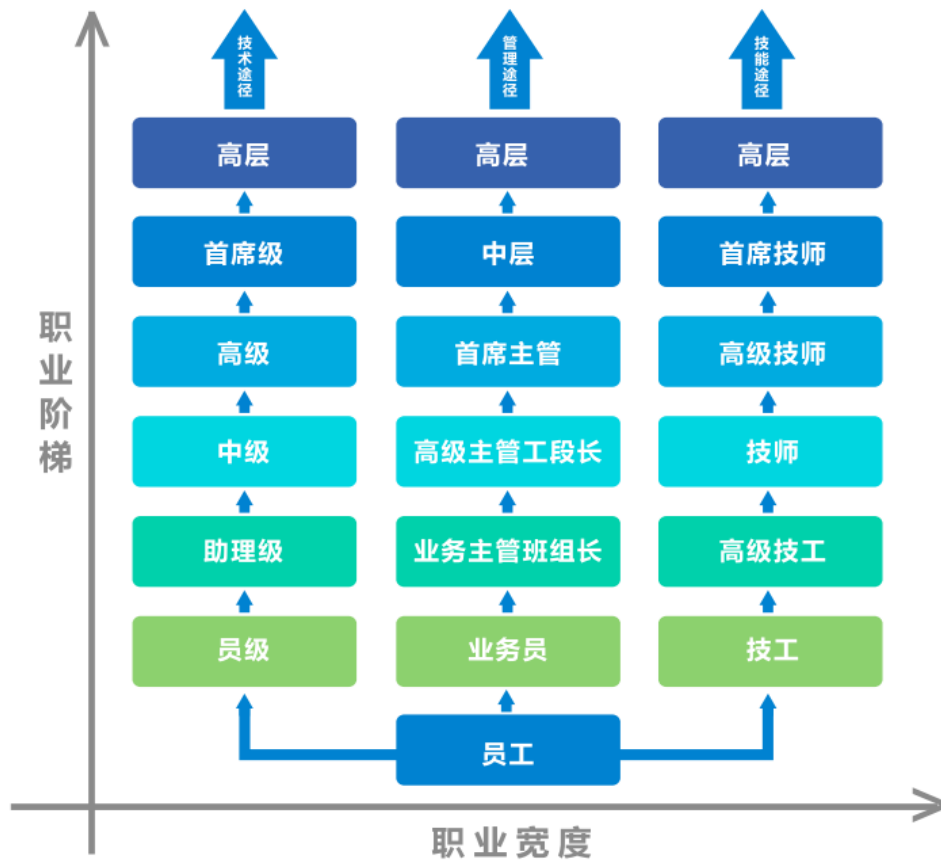 技术途径
管理途径
技能途径
高层
高层
高层
首席级
中层
首席技师
高级
首席主管
高级技师
中级
高级主管工段长
技师
助理级
业务主管班组长
高级技工
员级
业务员
技工
员工
职业阶梯
职业宽度